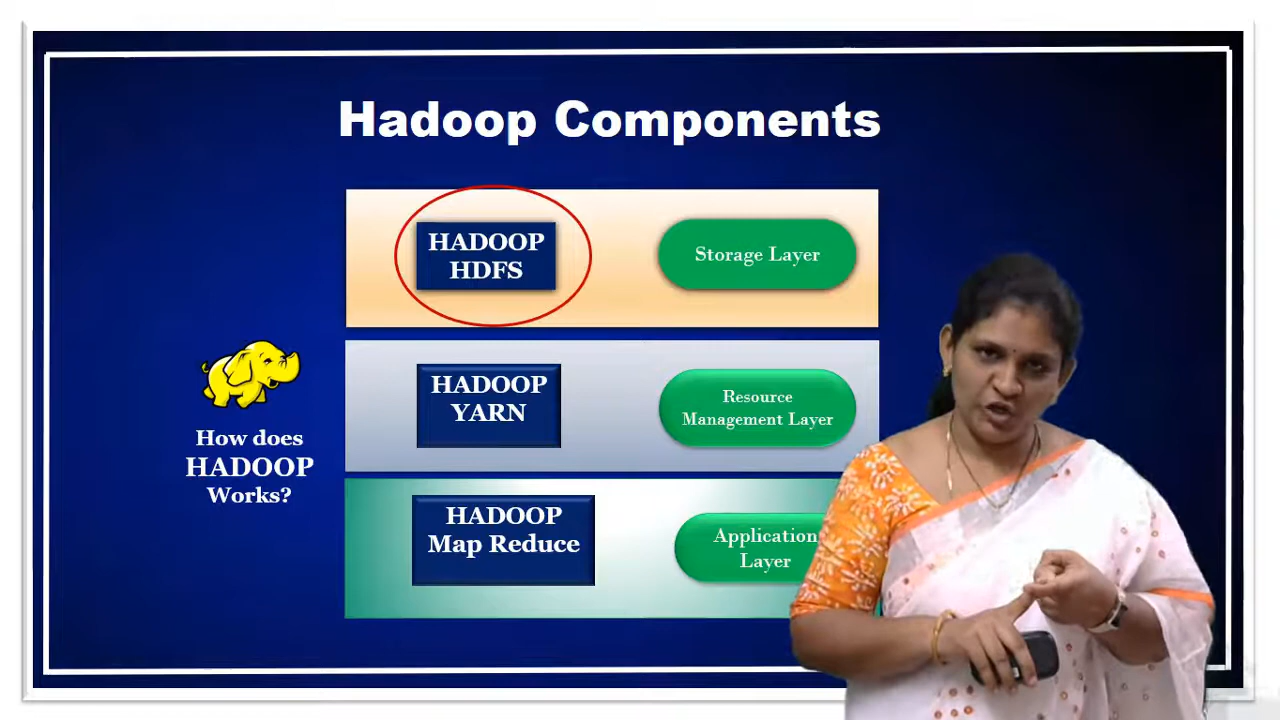 Hadoop Components
HADOOP
HDFS
Storage Layer
HADOOP
YARN
Resource
Management Layer
How does
HADOOP
Works?
HADOOP
Map Reduce
Application
Layer